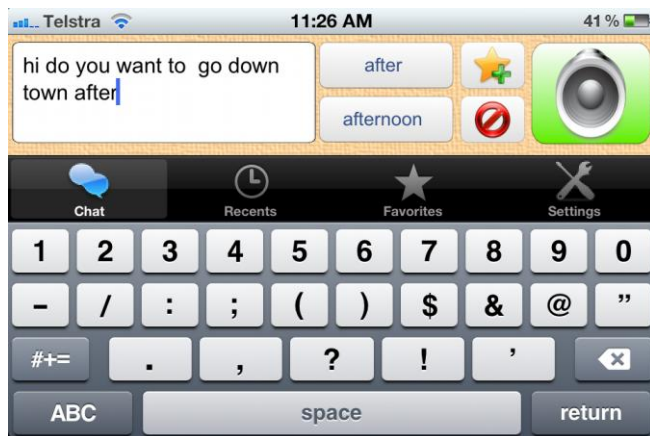 Telstra 11:26 AM 41 %
hi do you want to  go down
town after
after
afternoon
Chat Recents Favorites Settings
1 2 3 4 5 6 7 8 9 0
- / : ; ( ) $ & @ ”
#+= . , ? ! ’
ABC space return